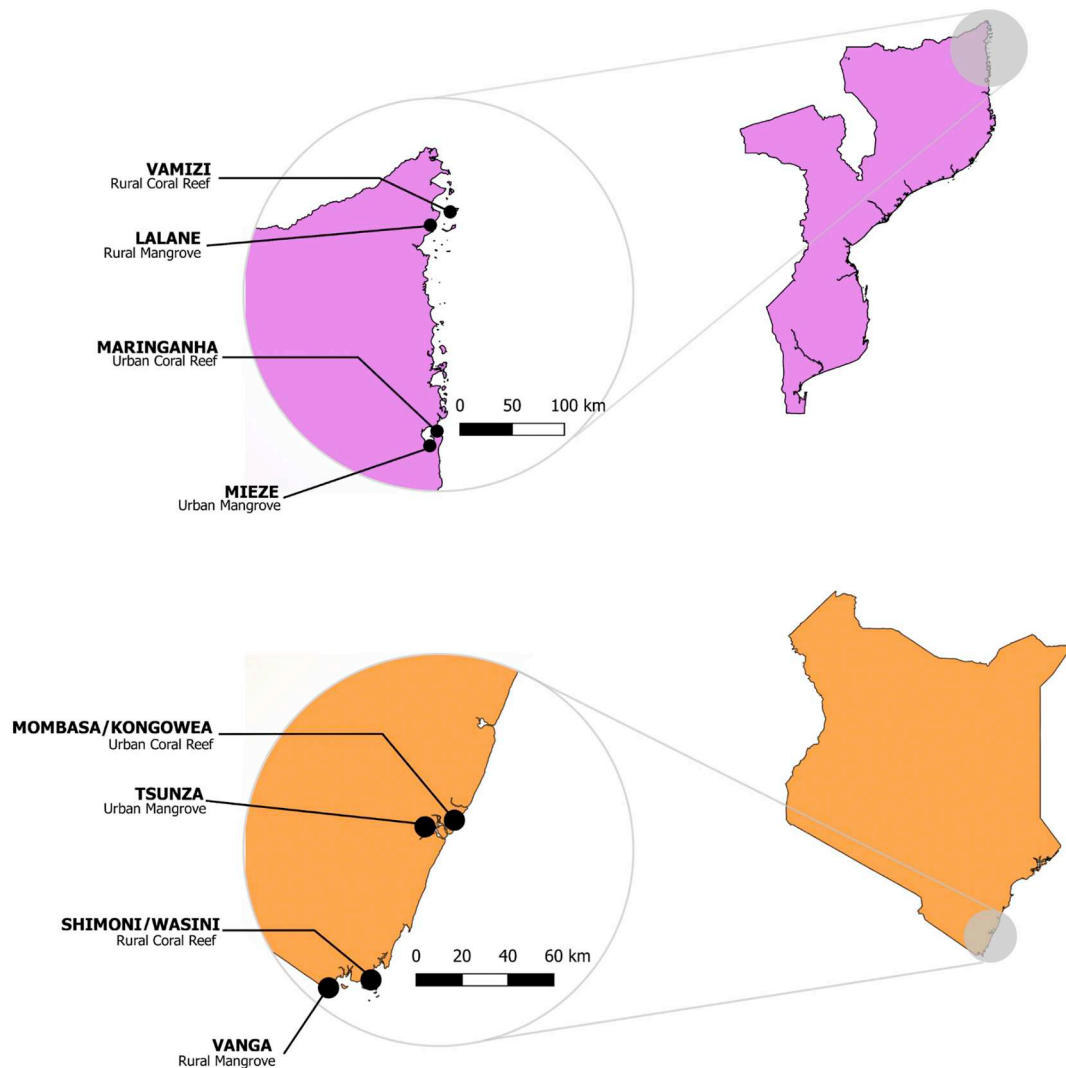 VAMIZI
Rural Coral Reef
LALANE
Rural Mangrove
MARINGANHA
Urban Coral Reef
0 50 100 km
MIEZE
Urban Mangrove
MOMBASA/KONGOWEA
Urban Coral Reef
TSUNZA
Urban Mangrove
SHIMONI/WASINI
Rural Coral Reef
0 20 40 60 km
VANGA
Rural Mangrove